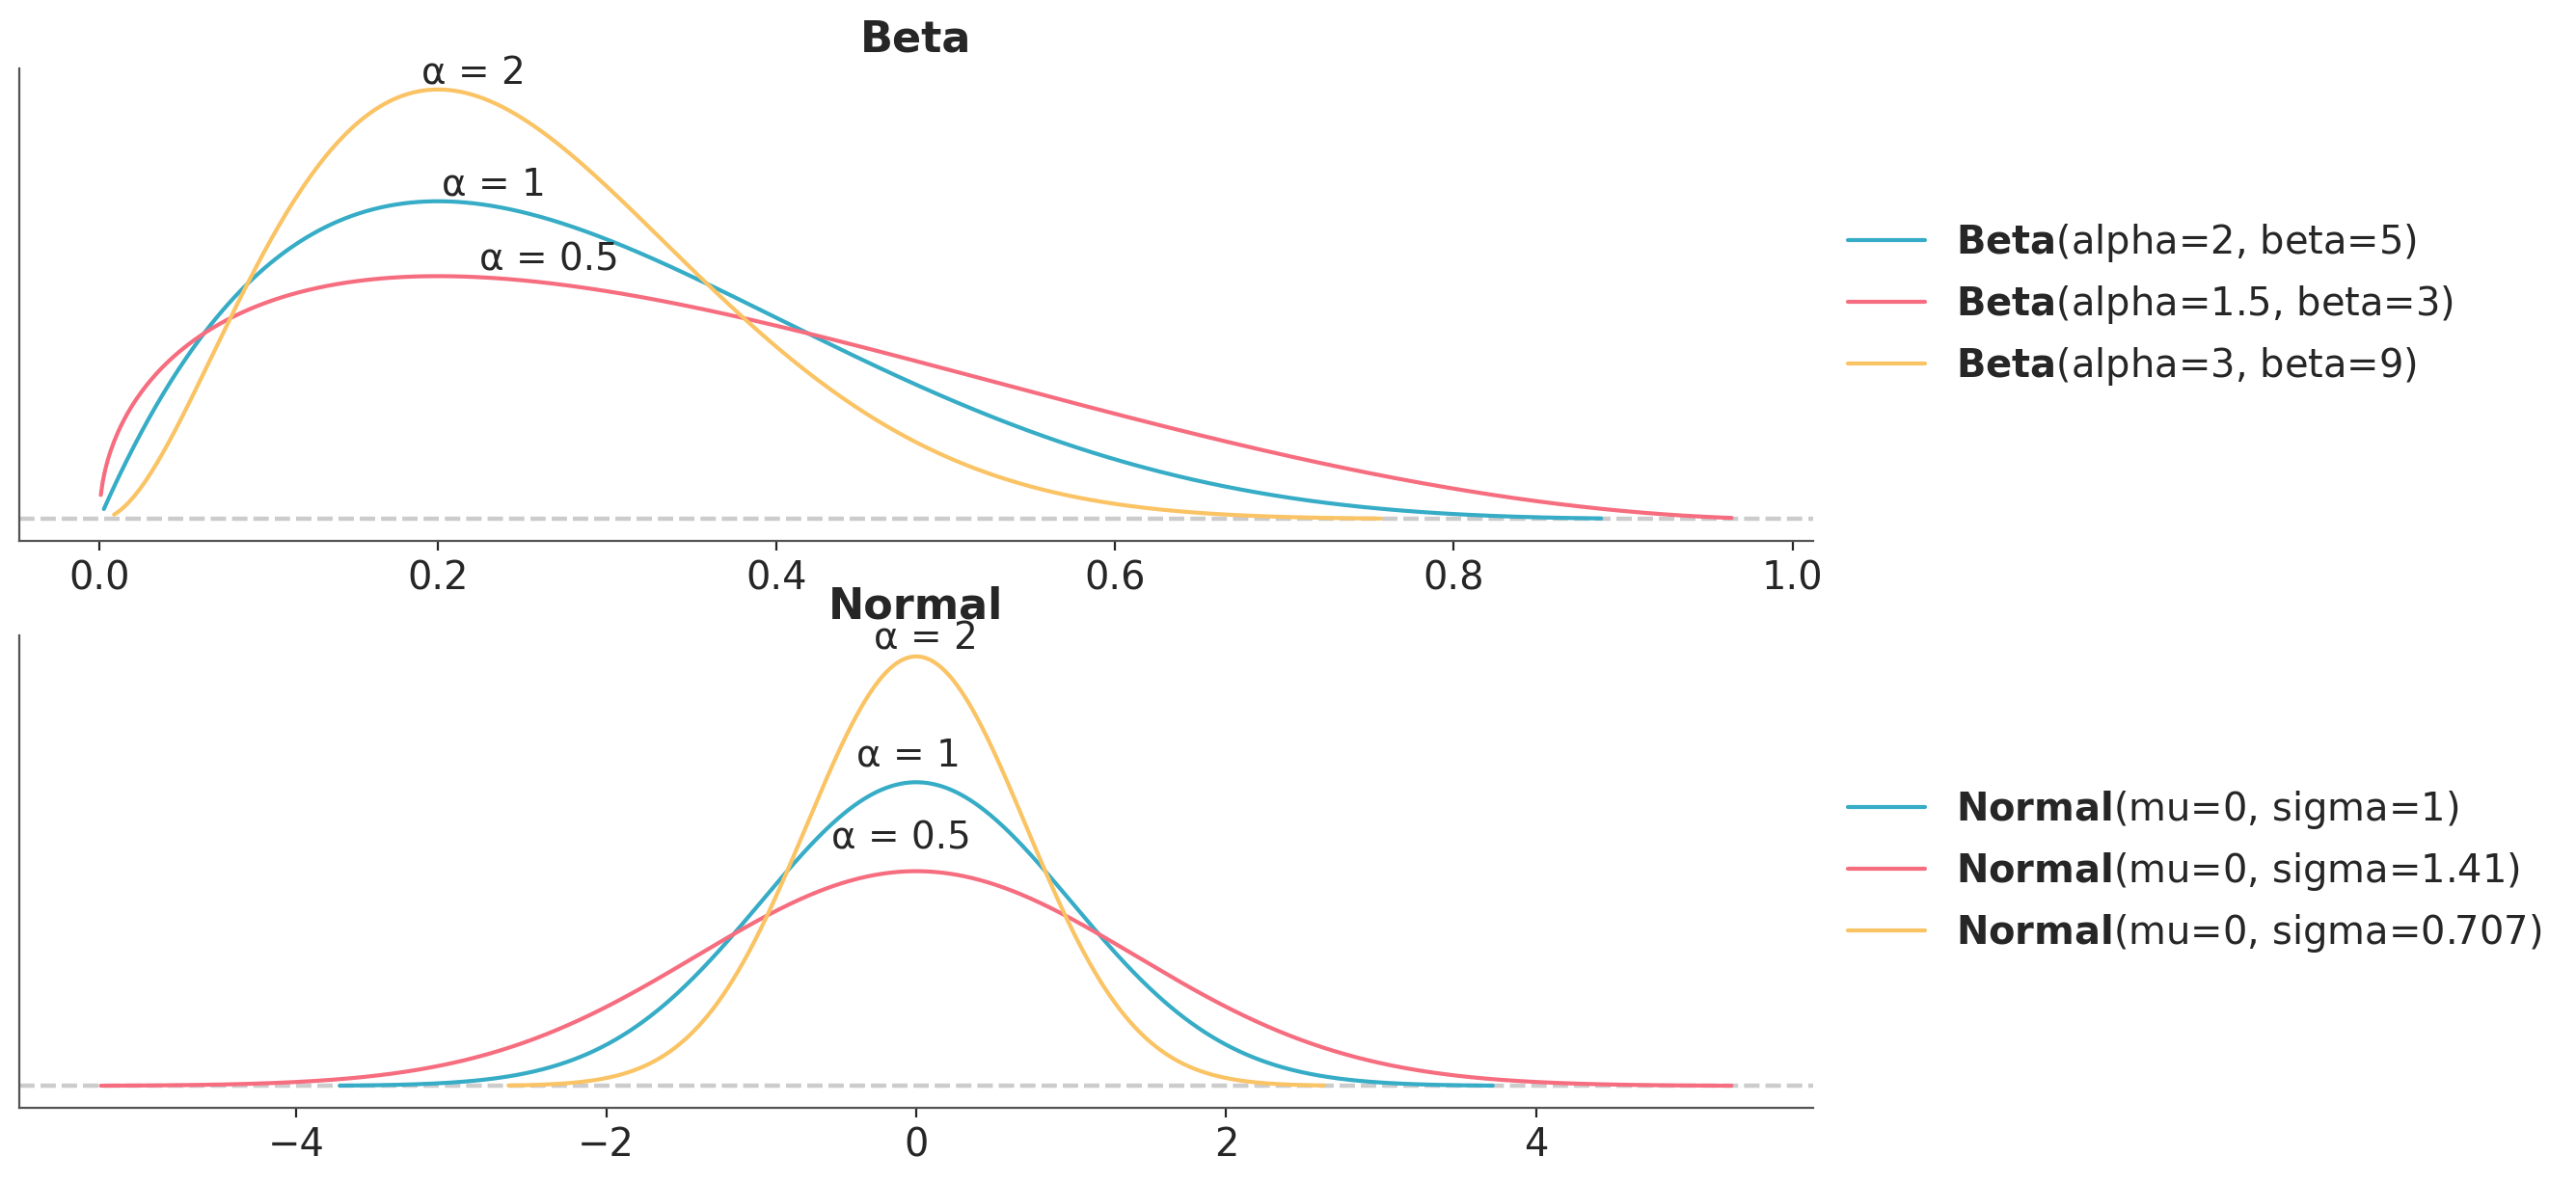 Beta
α = 2
α = 1
α = 0.5
Beta(alpha=2, beta=5)
Beta(alpha=1.5, beta=3)
Beta(alpha=3, beta=9)
0.0 0.2 0.4 0.6 0.8 1.0
Normal
α = 2
α = 1
α = 0.5
Normal(mu=0, sigma=1)
Normal(mu=0, sigma=1.41)
Normal(mu=0, sigma=0.707)
−4 −2 0 2 4